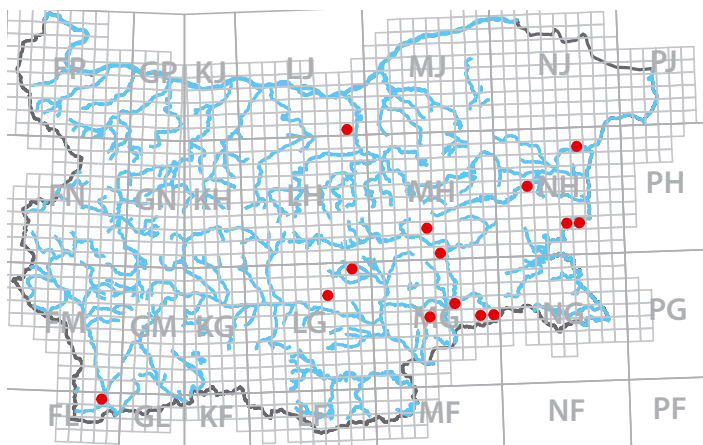 FP GP KJ LJ MJ NJ PJ
FN GN KH LH MH NH PH
FM GM KG LG MG NG PG
FL GL KF LF MF NF PF